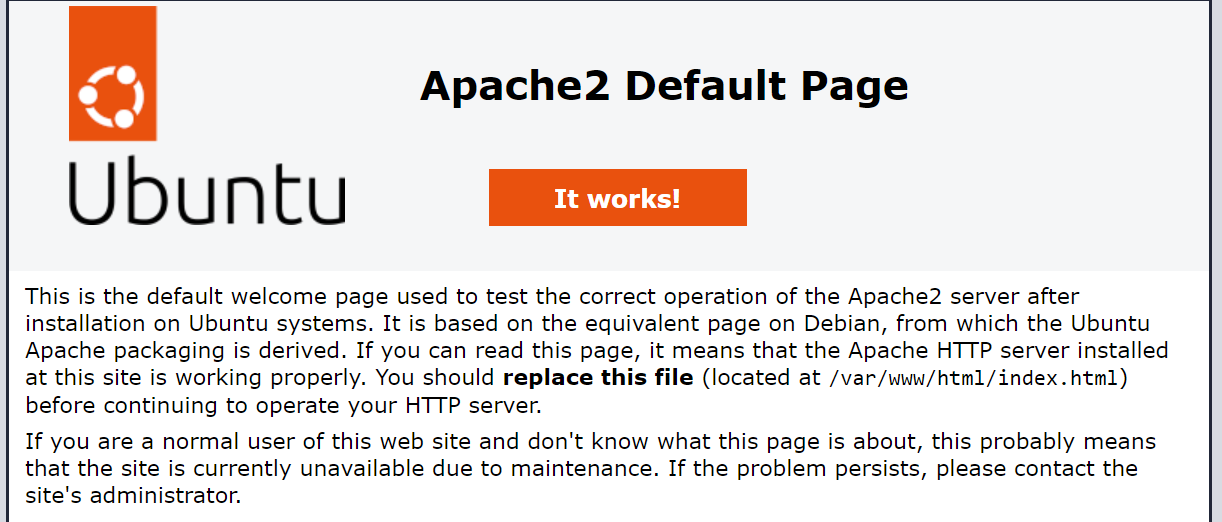 Apache2 Default Page
Ubuntu
It works!
This is the default welcome page used to test the correct operation of the Apache2 server after
installation on Ubuntu systems. It is based on the equivalent page on Debian, from which the Ubuntu
Apache packaging is derived. If you can read this page, it means that the Apache HTTP server installed
at this site is working properly. You should replace this file (located at /var/www/html/index.html)
before continuing to operate your HTTP server.
If you are a normal user of this web site and don't know what this page is about, this probably means
that the site is currently unavailable due to maintenance. If the problem persists, please contact the
site's administrator.